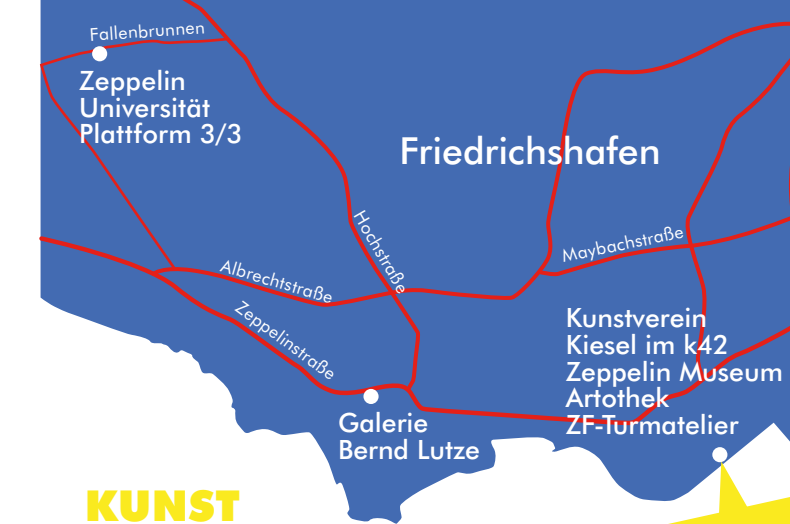 Fallenbrunnen
Zeppelin
Universität
Plattform 3/3
Friedrichshafen
Hochstraße
Maybachstraße
Albrechtstraße
Zeppelinstraße
Kunstverein
Kiesel im k42
Zeppelin Museum
Artothek
ZF-Turmatelier
Galerie
Bernd Lutze
KUNST